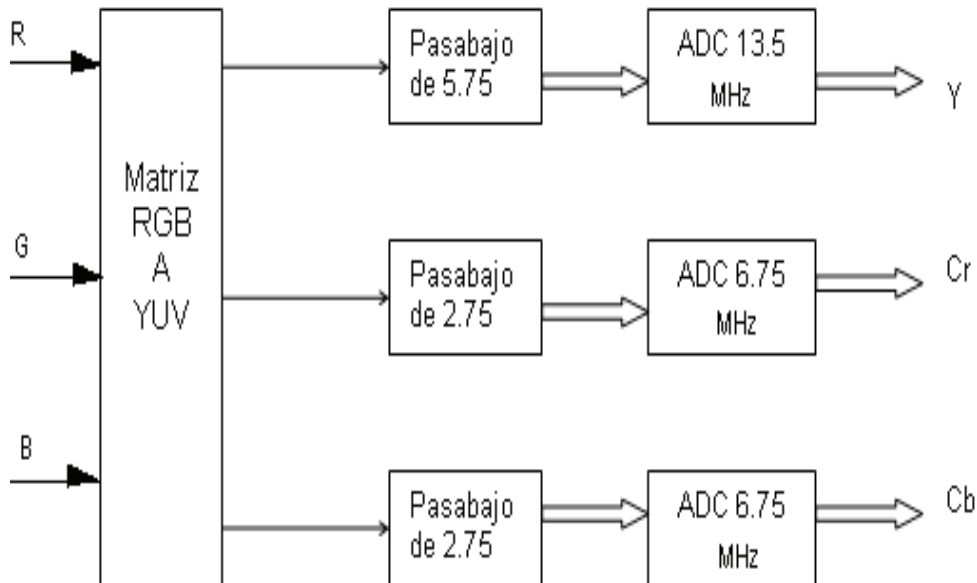 R
G
B
Matriz
RGB
A
YUV
Pasabajo
de 5.75
ADC 13.5
MHz
Y
Pasabajo
de 2.75
ADC 6.75
MHz
Cr
Pasabajo
de 2.75
ADC 6.75
MHz
Cb